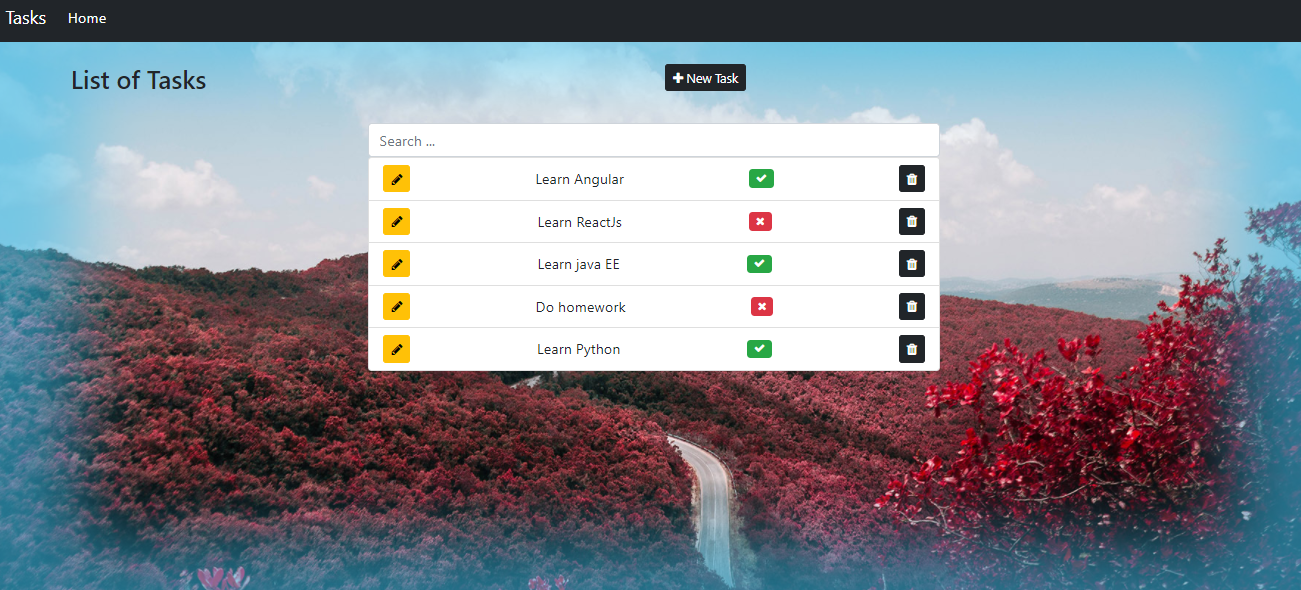 Tasks Home
List of Tasks
New Task
Search ...
Learn Angular
Learn ReactJs
Learn java EE
Do homework
Learn Python